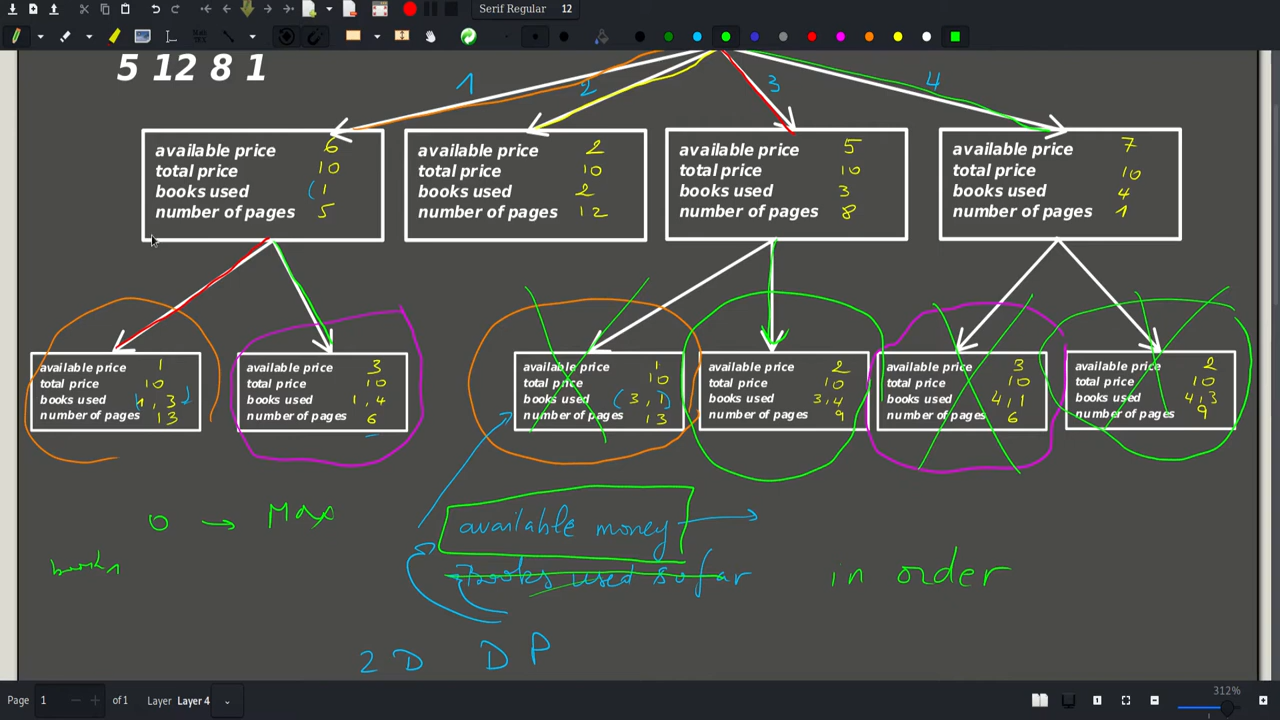 Serif Regular 12
5 12 8 1
1 2 3 4
available price 6
total price 10
books used (1
number of pages 5
available price 2
total price 10
books used 2
number of pages 12
available price 5
total price 10
books used 3
number of pages 8
available price 7
total price 10
books used 4
number of pages 1
available price 1
total price 10
books used (1, 3)
number of pages 13
available price 3
total price 10
books used 1, 4
number of pages 6
available price 1
total price 10
books used (3, 1)
number of pages 13
available price 2
total price 10
books used 3, 4
number of pages 9
available price 3
total price 10
books used 4, 1
number of pages 6
available price 2
total price 10
books used 4, 3
number of pages 9
0 → Max
available money
books
books used so far
in order
2D DP
Page 1 of 1 Layer Layer 4
312%